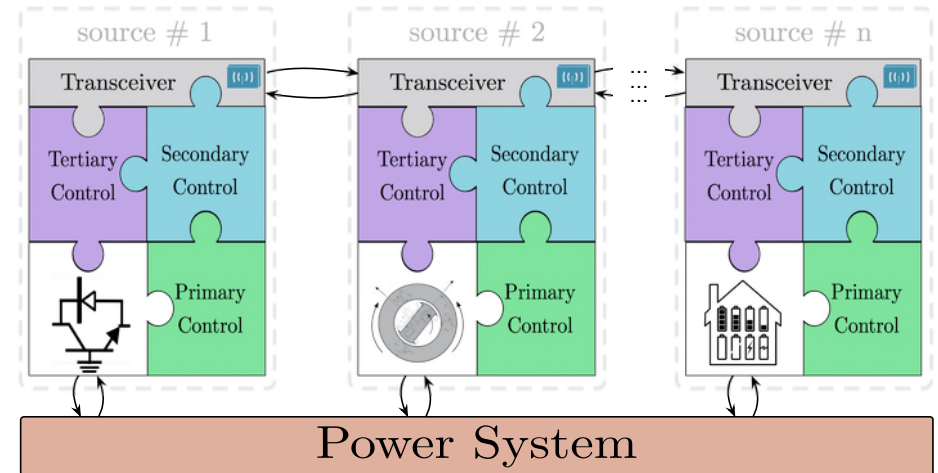 source # 1
source # 2
source # n
Transceiver
Transceiver
...
...
...
Transceiver
Tertiary
Control
Secondary
Control
Tertiary
Control
Secondary
Control
Tertiary
Control
Secondary
Control
Primary
Control
Primary
Control
Primary
Control
Power System